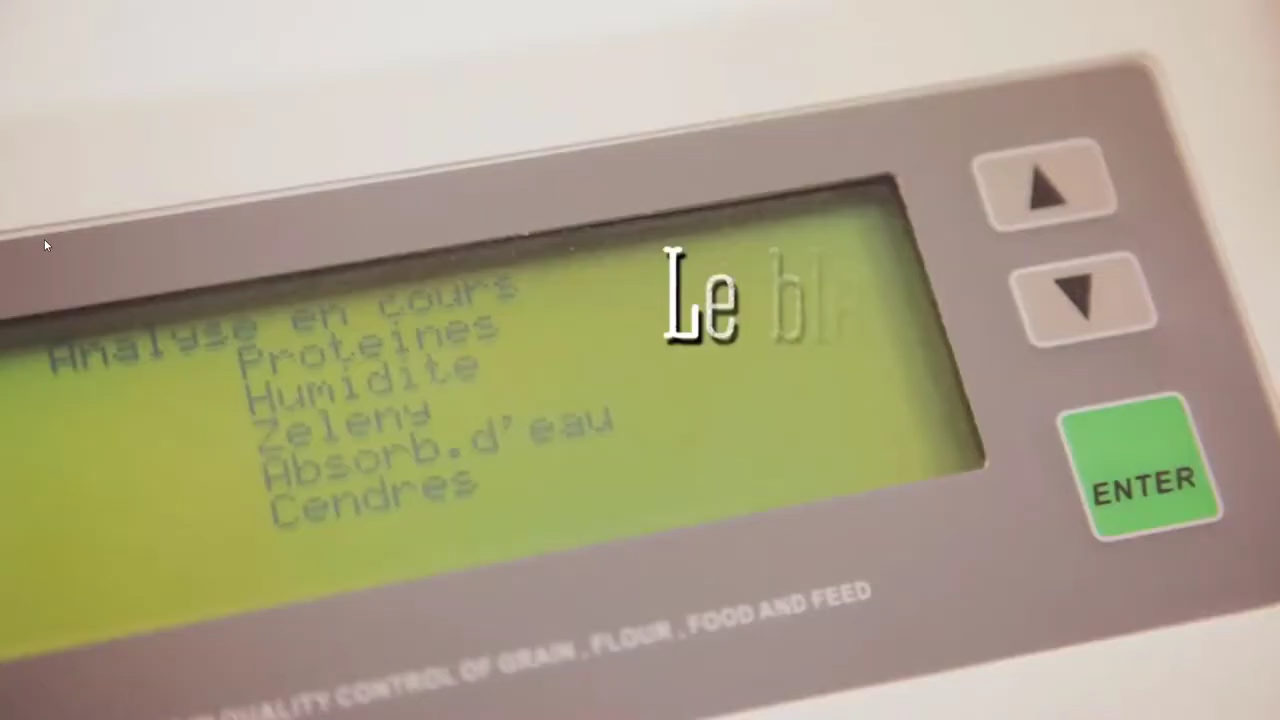 Analyse en cours
Proteines
Humidite
Zeleny
Absorb.d'eau
Cendres
Le
ENTER
QUALITY CONTROL OF GRAIN , FLOUR , FOOD AND FEED